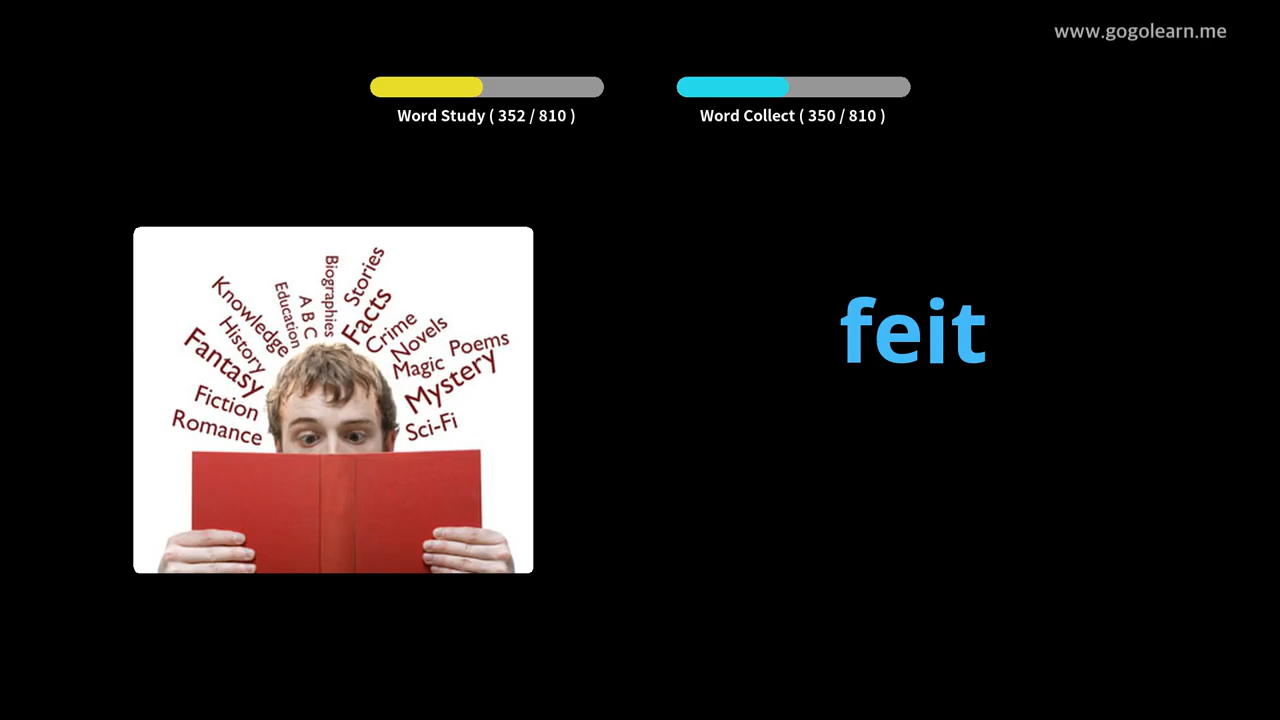 www.gogolearn.me
Word Study ( 352 / 810 )
Word Collect ( 350 / 810 )
feit
Biographies
Stories
Education
A B C
Facts
Knowledge
Crime
History
Novels
Poems
Fantasy
Magic
Mystery
Fiction
Sci-Fi
Romance